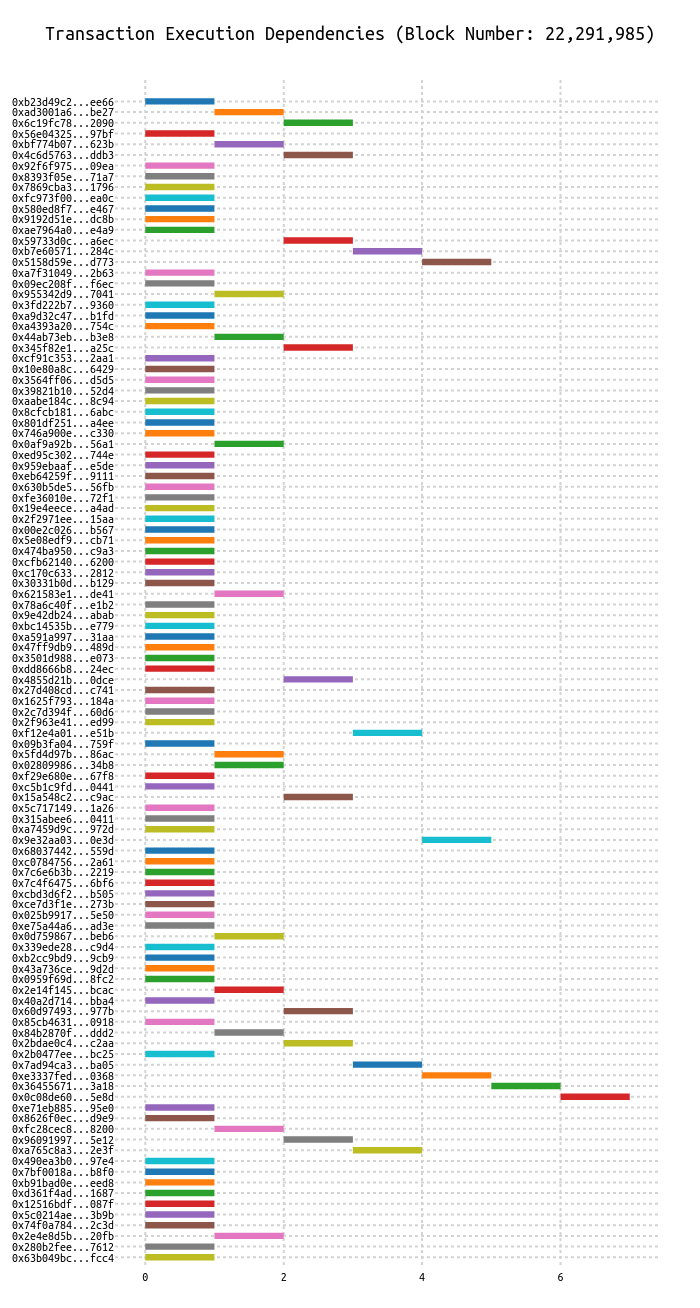 Transaction Execution Dependencies (Block Number: 22,291,985)
0xb23d49c2...ee66
0xad3001a6...be27
0x6c19fc78...2090
0x56e04325...97bf
0xbf774b07...623b
0x4c6d5763...ddb3
0x92f6f975...09ea
0x8393f05e...71a7
0x7869cba3...1796
0xfc973f00...ea0c
0x580ed8f7...e467
0x9192d51e...dc8b
0xae7964a0...e4a9
0x59733d0c...a6ec
0xb7e60571...284c
0x5158d59e...d773
0xa7f31049...2b63
0x09ec208f...f6ec
0x955342d9...7041
0x3fd222b7...9360
0xa9d32c47...b1fd
0xa4393a20...754c
0x44ab73eb...b3e8
0x345f82e1...a25c
0xcf91c353...2aa1
0x10e80a8c...6429
0x3564ff06...d5d5
0x39821b10...52d4
0xaabe184c...8c94
0x8cfcb181...6abc
0x801df251...a4ee
0x746a900e...c330
0x0af9a92b...56a1
0xed95c302...744e
0x959ebaaf...e5de
0xeb64259f...9111
0x630b5de5...56fb
0xfe36010e...72f1
0x19e4eece...a4ad
0x2f2971ee...15aa
0x00e2c026...b567
0x5e08edf9...cb71
0x474ba950...c9a3
0xcfb62140...6200
0xc170c633...2812
0x30331b0d...b129
0x621583e1...de41
0x78a6c40f...e1b2
0x9e42db24...abab
0xbc14535b...e779
0xa591a997...31aa
0x47ff9db9...489d
0x3501d988...e073
0xdd8666b8...24ec
0x4855d21b...0dce
0x27d408cd...c741
0x1625f793...184a
0x2c7d394f...60d6
0x2f963e41...ed99
0xf12e4a01...e51b
0x09b3fa04...759f
0x5fd4d97b...86ac
0x02809986...34b8
0xf29e680e...67f8
0xc5b1c9fd...0441
0x15a548c2...c9ac
0x5c717149...1a26
0x315abee6...0411
0xa7459d9c...972d
0x9e32aa03...0e3d
0x68037442...559d
0xc0784756...2a61
0x7c6e6b3b...2219
0x7c4f6475...6bf6
0xcbd3d6f2...b505
0xce7d3f1e...273b
0x025b9917...5e50
0xe75a44a6...ad3e
0x0d759867...beb6
0x339ede28...c9d4
0xb2cc9bd9...9cb9
0x43a736ce...9d2d
0x0959f69d...8fc2
0x2e14f145...bcac
0x40a2d714...bba4
0x60d97493...977b
0x85cb4631...0918
0x84b2870f...ddd2
0x2bdae0c4...c2aa
0x2b0477ee...bc25
0x7ad94ca3...ba05
0xe3337fed...0368
0x36455671...3a18
0x0c08de60...5e8d
0xe71eb885...95e0
0x8626f0ec...d9e9
0xfc28cec8...8200
0x96091997...5e12
0xa765c8a3...2e3f
0x490ea3b0...97e4
0x7bf0018a...b8f0
0xb91bad0e...eed8
0xd361f4ad...1687
0x12516bdf...087f
0x5c0214ae...3b9b
0x74f0a784...2c3d
0x2e4e8d5b...20fb
0x280b2fee...7612
0x63b049bc...fcc4
0 2 4 6